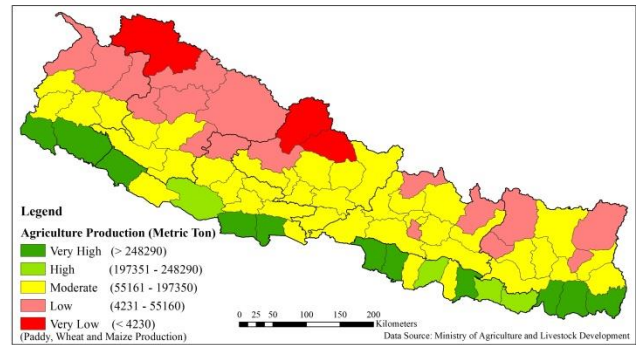 Legend
Agriculture Production (Metric Ton)
Very High (> 248290)
High (197351 - 248290)
Moderate (55161 - 197350)
Low (4231 - 55160)
Very Low (< 4230)
(Paddy, Wheat and Maize Production)
0 25 50 100 150 200
Kilometers
Data Source: Ministry of Agriculture and Livestock Development